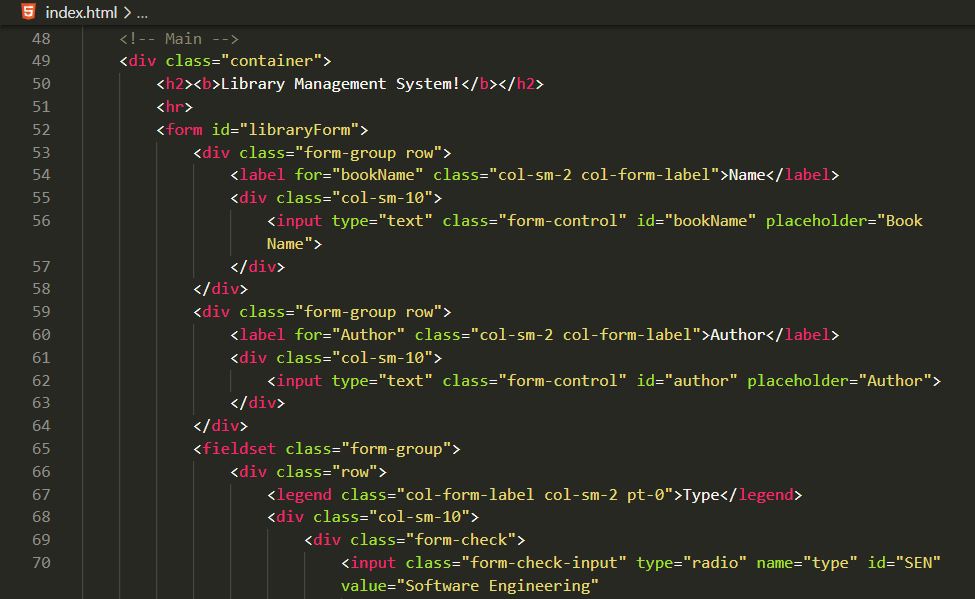 index.html > ...
48 <!-- Main -->
49 <div class="container">
50 <h2><b>Library Management System!</b></h2>
51 <hr>
52 <form id="libraryForm">
53 <div class="form-group row">
54 <label for="bookName" class="col-sm-2 col-form-label">Name</label>
55 <div class="col-sm-10">
56 <input type="text" class="form-control" id="bookName" placeholder="Book
Name">
57 </div>
58 </div>
59 <div class="form-group row">
60 <label for="Author" class="col-sm-2 col-form-label">Author</label>
61 <div class="col-sm-10">
62 <input type="text" class="form-control" id="author" placeholder="Author">
63 </div>
64 </div>
65 <fieldset class="form-group">
66 <div class="row">
67 <legend class="col-form-label col-sm-2 pt-0">Type</legend>
68 <div class="col-sm-10">
69 <div class="form-check">
70 <input class="form-check-input" type="radio" name="type" id="SEN"
value="Software Engineering"